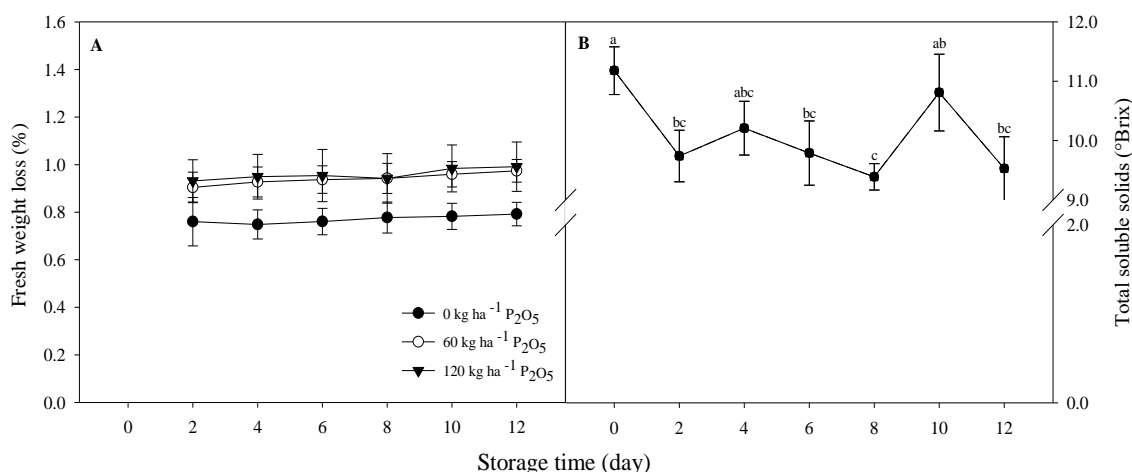 A
B
Fresh weight loss (%)
1.6
1.4
1.2
1.0
0.8
0.6
0.4
0.2
0.0
0 kg ha -1 P2O5
60 kg ha -1 P2O5
120 kg ha -1 P2O5
0 2 4 6 8 10 12
a
bc
abc
bc
c
ab
bc
0 2 4 6 8 10 12
12.0
11.0
10.0
9.0
2.0
0.0
Total soluble solids (°Brix)
Storage time (day)